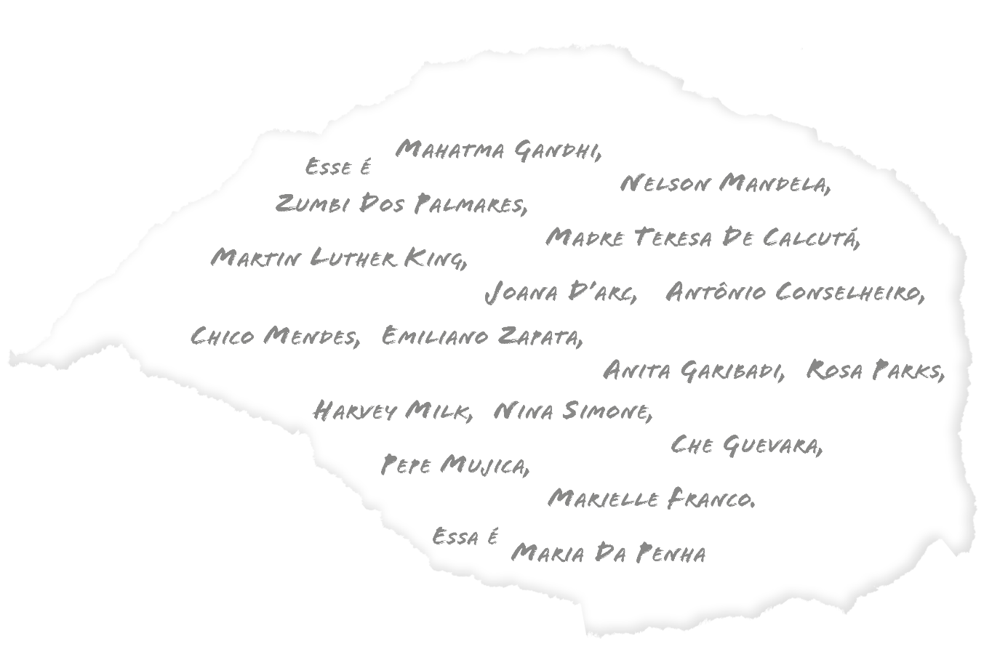 Esse é Mahatma Gandhi,
Nelson Mandela,
Zumbi Dos Palmares,
Madre Teresa De Calcutá,
Martin Luther King,
Joana D'arc, Antônio Conselheiro,
Chico Mendes, Emiliano Zapata,
Anita Garibadi, Rosa Parks,
Harvey Milk, Nina Simone,
Che Guevara,
Pepe Mujica,
Marielle Franco.
Essa é Maria Da Penha